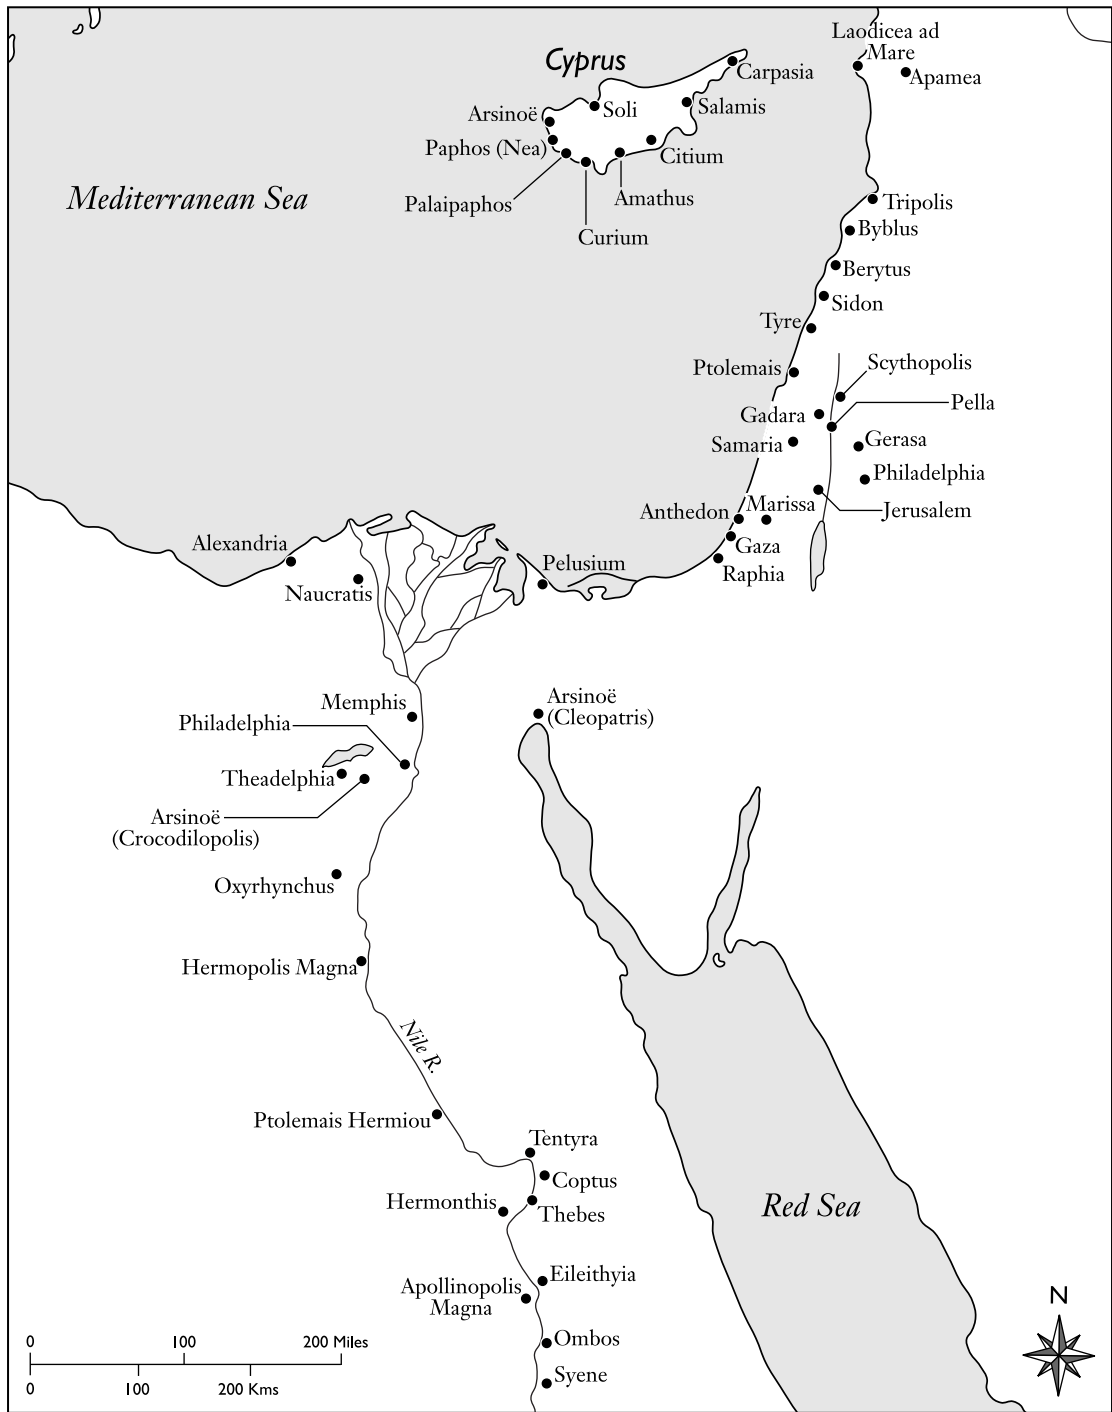 Laodicea ad
Mare
Cyprus
Carpasia
Apamea
Arsinoë
Soli
Salamis
Paphos (Nea)
Citium
Mediterranean Sea
Palaipaphos
Amathus
Tripolis
Curium
Byblus
Berytus
Sidon
Tyre
Ptolemais
Scythopolis
Pella
Gadara
Samaria
Gerasa
Philadelphia
Anthedon
Marissa
Jerusalem
Alexandria
Gaza
Pelusium
Raphia
Naucratis
Memphis
Arsinoë
(Cleopatris)
Philadelphia
Theadelphia
Arsinoë
(Crocodilopolis)
Oxyrhynchus
Hermopolis Magna
Nile R.
Ptolemais Hermiou
Tentyra
Coptus
Hermonthis
Thebes
Red Sea
Eileithyia
Apollinopolis
Magna
N
Ombos
0 100 200 Miles
Syene
0 100 200 Kms